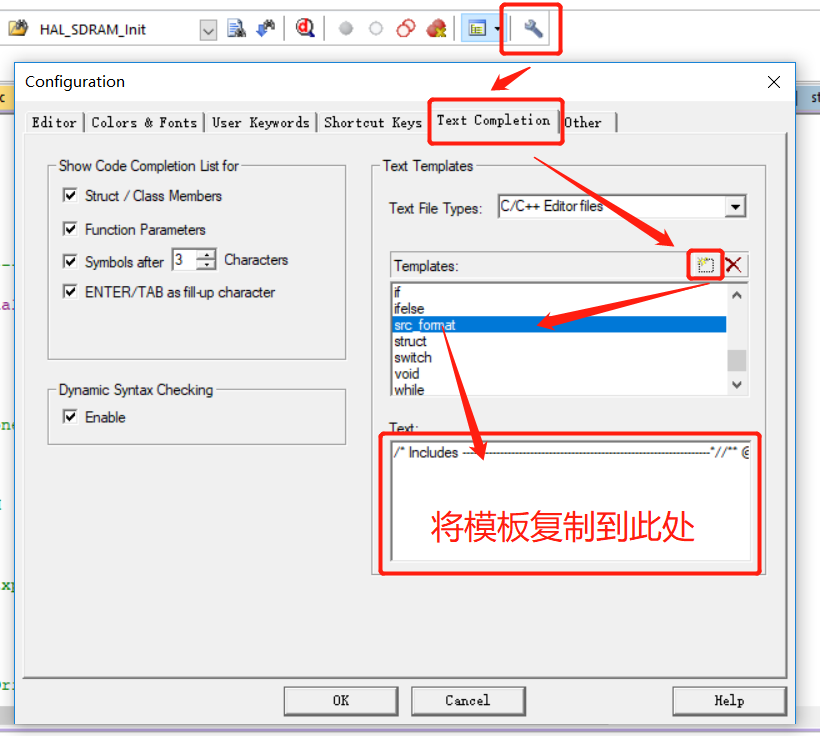 HAL_SDRAM_Init
Configuration
Editor
Colors & Fonts
User Keywords
Shortcut Keys
Text Completion
Other
Show Code Completion List for
Struct / Class Members
Function Parameters
Symbols after 3 Characters
ENTER/TAB as fill-up character
Dynamic Syntax Checking
Enable
Text Templates
Text File Types: C/C++ Editor files
Templates:
if
ifelse
src_format
struct
switch
void
while
Text:
/* Includes ------------------------------------------------------------------*//** @
将模板复制到此处
OK
Cancel
Help